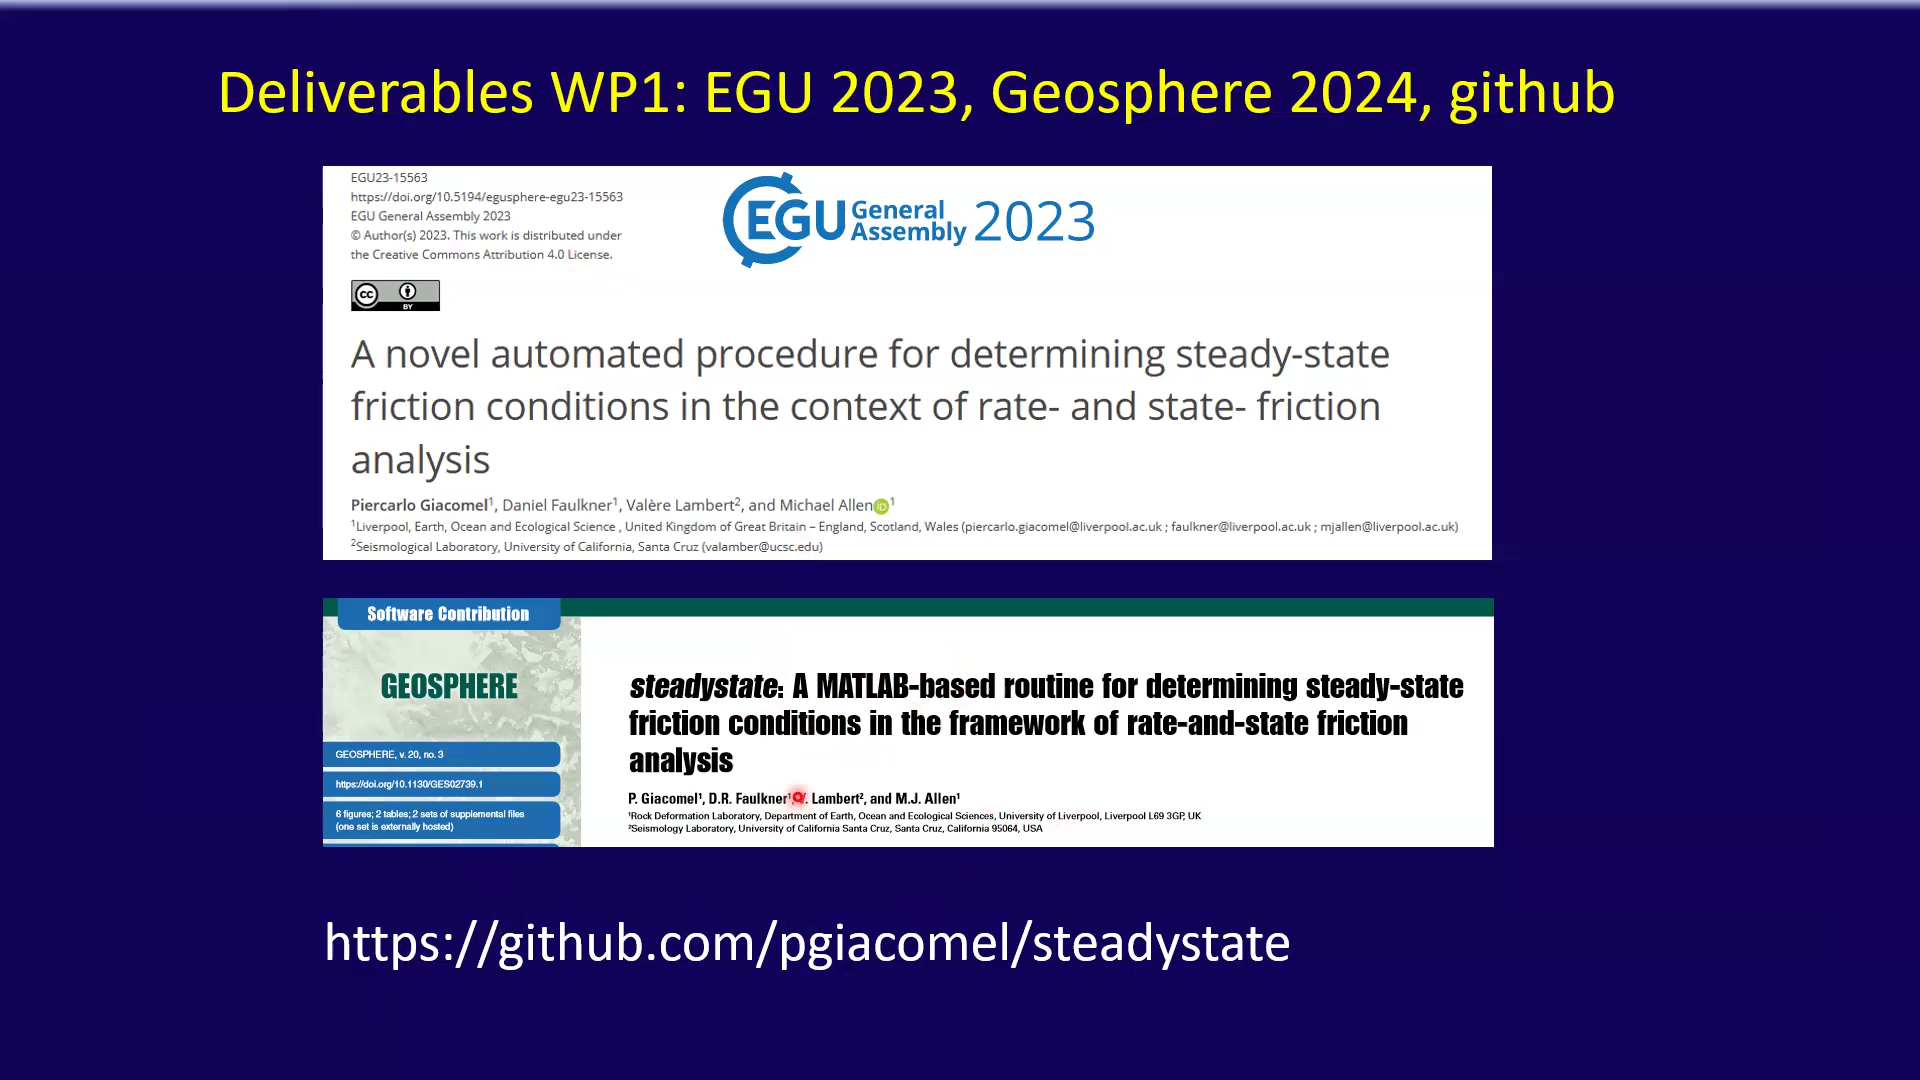 Deliverables WP1: EGU 2023, Geosphere 2024, github
EGU23-15563
https://doi.org/10.5194/egusphere-egu23-15563
EGU General Assembly 2023
© Author(s) 2023. This work is distributed under
the Creative Commons Attribution 4.0 License.
EGU General Assembly 2023
cc BY
A novel automated procedure for determining steady-state
friction conditions in the context of rate- and state- friction
analysis
Piercarlo Giacomel¹, Daniel Faulkner¹, Valère Lambert², and Michael Allen iD ¹
¹Liverpool, Earth, Ocean and Ecological Science , United Kingdom of Great Britain – England, Scotland, Wales (piercarlo.giacomel@liverpool.ac.uk ; faulkner@liverpool.ac.uk ; mjallen@liverpool.ac.uk)
²Seismological Laboratory, University of California, Santa Cruz (valamber@ucsc.edu)
Software Contribution
GEOSPHERE
GEOSPHERE, v. 20, no. 3
https://doi.org/10.1130/GES02739.1
6 figures; 2 tables; 2 sets of supplemental files
(one set is externally hosted)
steadystate: A MATLAB-based routine for determining steady-state
friction conditions in the framework of rate-and-state friction
analysis
P. Giacomel¹, D.R. Faulkner¹, Lambert², and M.J. Allen¹
¹Rock Deformation Laboratory, Department of Earth, Ocean and Ecological Sciences, University of Liverpool, Liverpool L69 3GP, UK
²Seismology Laboratory, University of California Santa Cruz, Santa Cruz, California 95064, USA
https://github.com/pgiacomel/steadystate